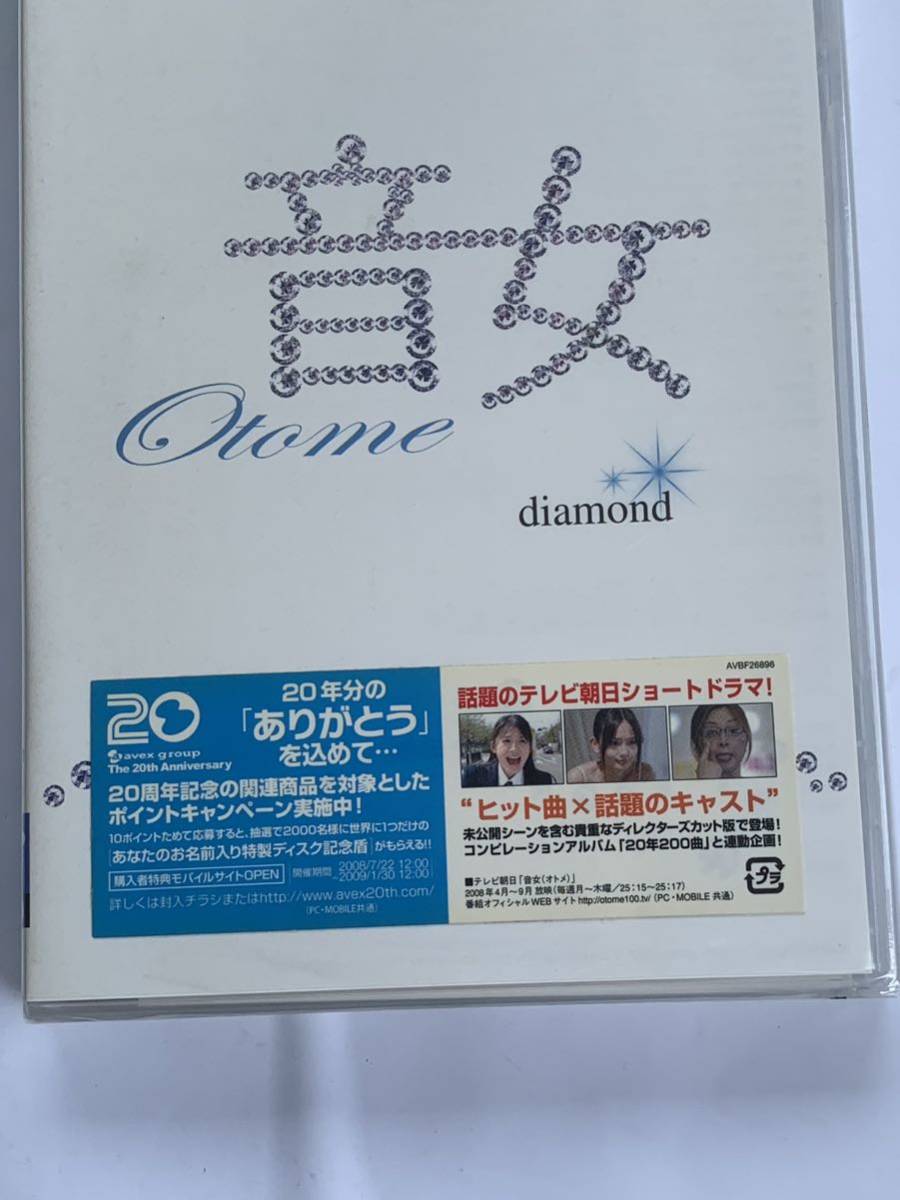 音女
Otome
diamond
20
avex group
The 20th Anniversary
20年分の
「ありがとう」
を込めて…
20周年記念の関連商品を対象とした
ポイントキャンペーン実施中!
10ポイントためて応募すると、抽選で2000名様に世界に1つだけの
「あなたのお名前入り特製ディスク記念盾」がもらえる!!
購入者特典モバイルサイトOPEN 開催期間 2008/7/22 12:00
-2009/1/30 12:00
詳しくは封入チラシまたはhttp://www.avex20th.com/
(PC・MOBILE共通)
AVBF26896
話題のテレビ朝日ショートドラマ!
"ヒット曲×話題のキャスト"
未公開シーンを含む貴重なディレクターズカット版で登場!
コンピレーションアルバム「20年200曲」と連動企画!
■テレビ朝日「音女(オトメ)」
2008年4月~9月 放映(毎週月~木曜/25:15~25:17)
番組オフィシャルWEBサイトhttp://otome100.tv/(PC・MOBILE 共通)
プラ